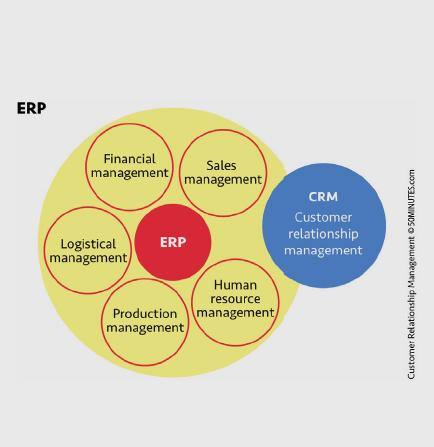 ERP
Financial
management
Sales
management
CRM
Customer
relationship
management
Logistical
management
ERP
Human
resource
management
Production
management
Customer Relationship Management © 50MINUTES.com